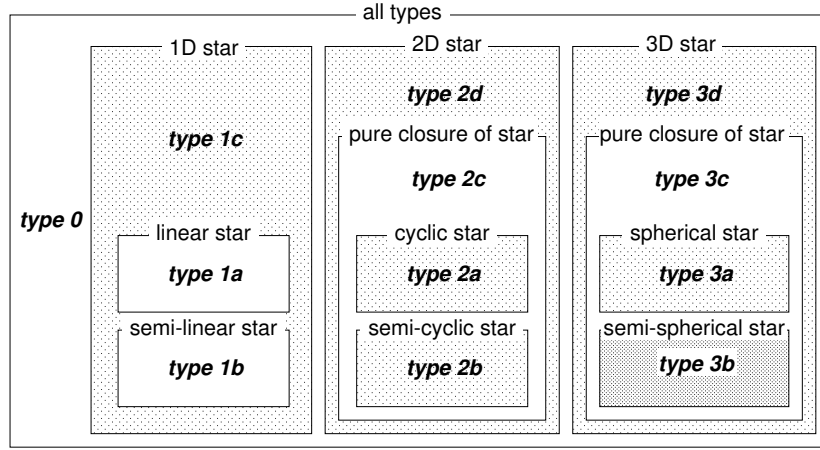 all types
1D star
2D star
3D star
type 2d
type 3d
type 1c
pure closure of star
pure closure of star
type 2c
type 3c
type 0
linear star
cyclic star
spherical star
type 1a
type 2a
type 3a
semi-linear star
semi-cyclic star
semi-spherical star
type 1b
type 2b
type 3b